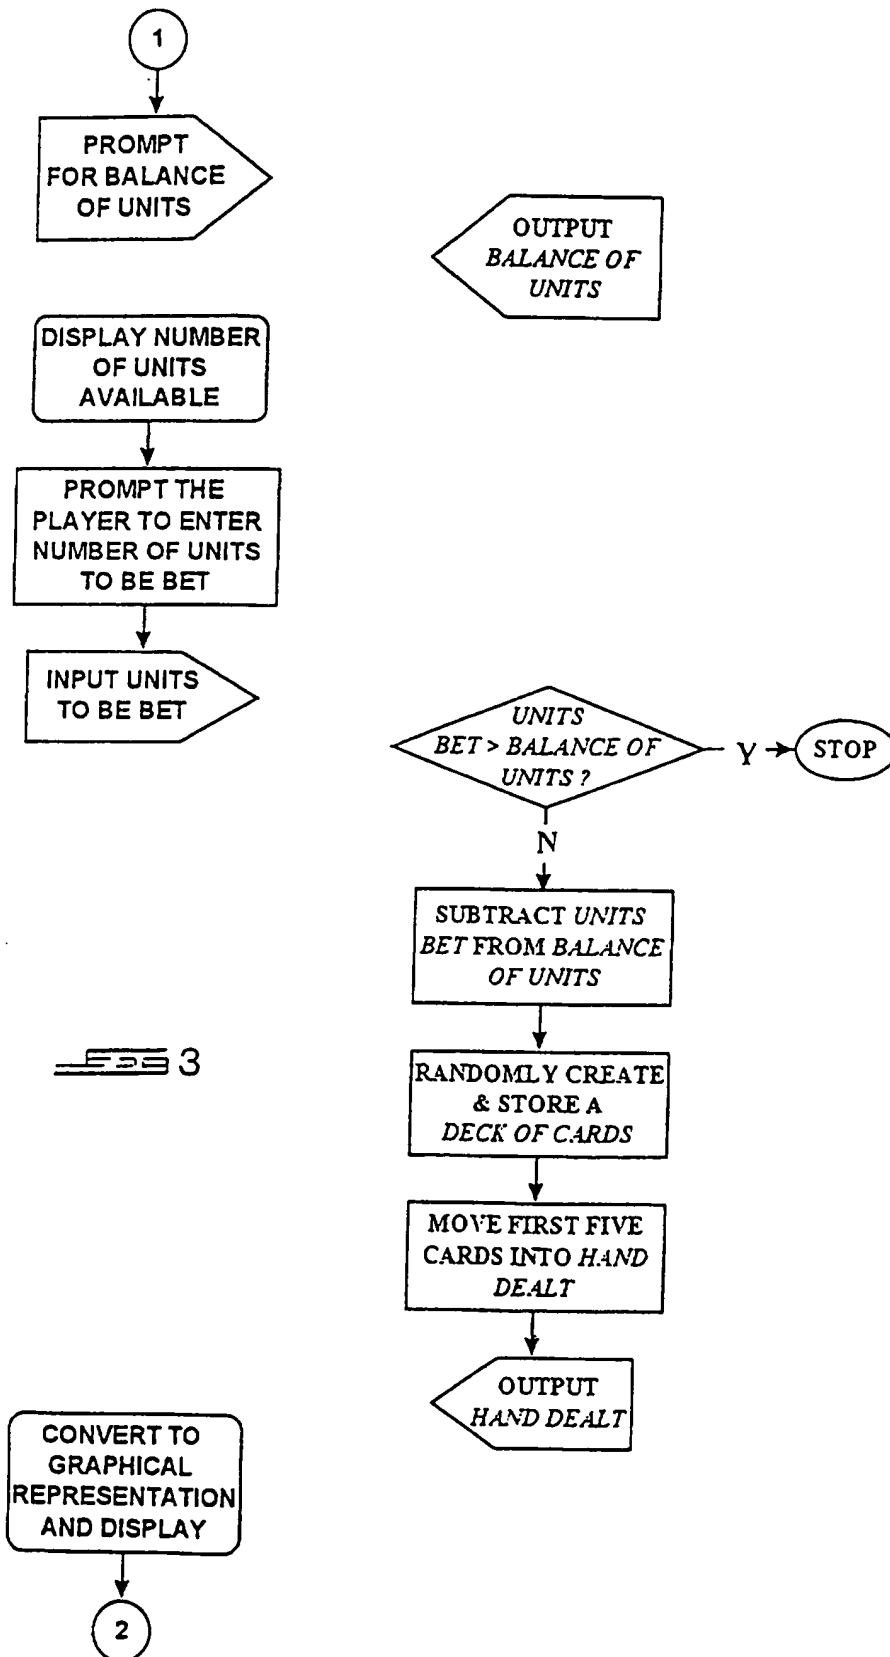 1
PROMPT
FOR BALANCE
OF UNITS
OUTPUT
BALANCE OF
UNITS
DISPLAY NUMBER
OF UNITS
AVAILABLE
PROMPT THE
PLAYER TO ENTER
NUMBER OF UNITS
TO BE BET
INPUT UNITS
TO BE BET
UNITS
BET > BALANCE OF
UNITS ?
Y
STOP
N
SUBTRACT UNITS
BET FROM BALANCE
OF UNITS
3
RANDOMLY CREATE
& STORE A
DECK OF CARDS
MOVE FIRST FIVE
CARDS INTO HAND
DEALT
OUTPUT
HAND DEALT
CONVERT TO
GRAPHICAL
REPRESENTATION
AND DISPLAY
2